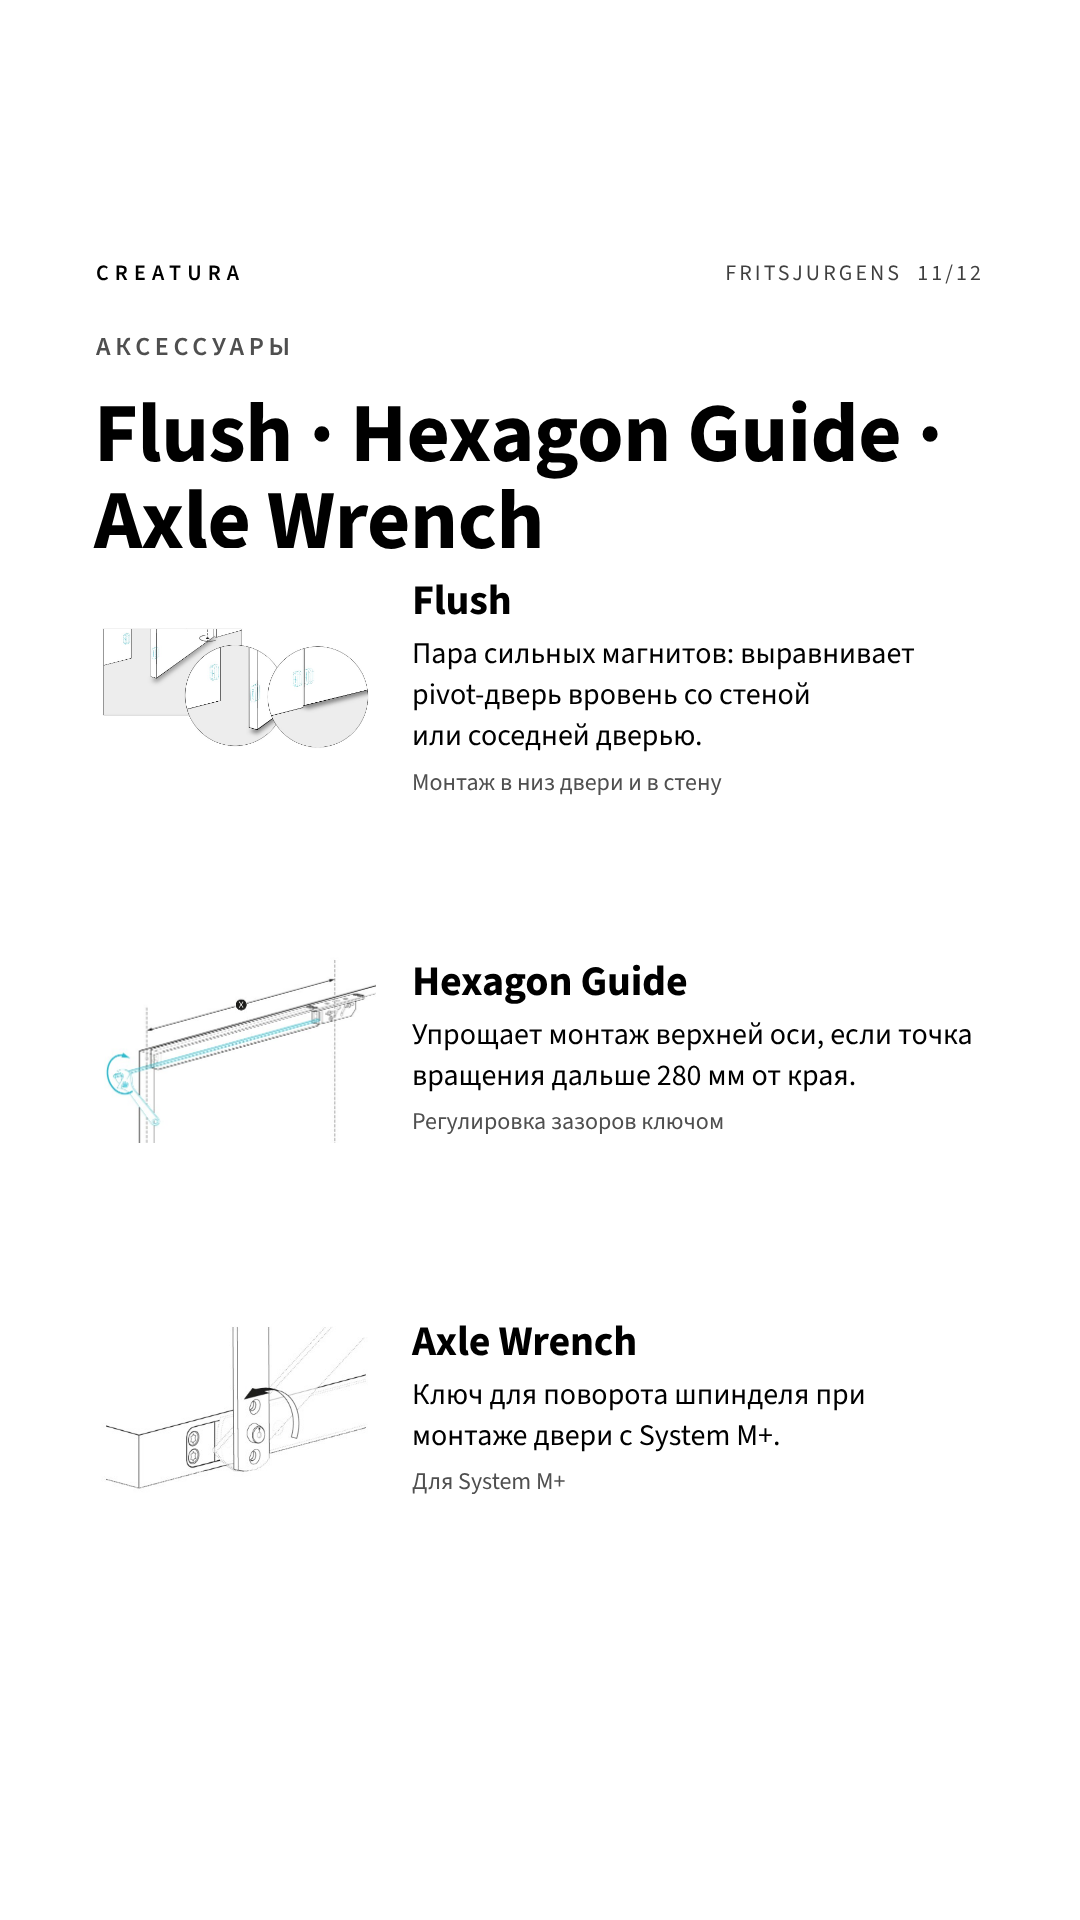 CREATURA
FRITSJURGENS 11/12
АКСЕССУАРЫ
Flush · Hexagon Guide ·
Axle Wrench
Flush
Пара сильных магнитов: выравнивает
pivot-дверь вровень со стеной
или соседней дверью.
Монтаж в низ двери и в стену
X
Hexagon Guide
Упрощает монтаж верхней оси, если точка
вращения дальше 280 мм от края.
Регулировка зазоров ключом
Axle Wrench
Ключ для поворота шпинделя при
монтаже двери с System M+.
Для System M+